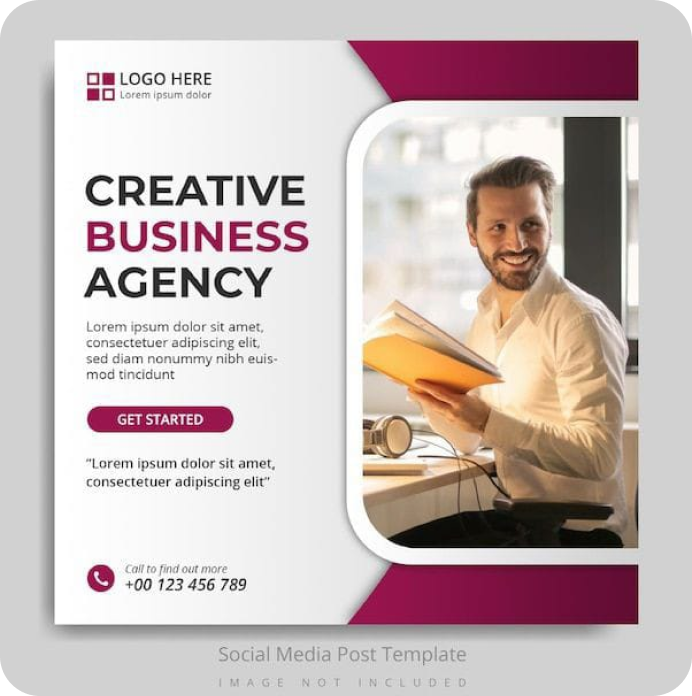 LOGO HERE
Lorem ipsum dolor
CREATIVE
BUSINESS
AGENCY
Lorem ipsum dolor sit amet,
consectetuer adipiscing elit,
sed diam nonummy nibh euis-
mod tincidunt
GET STARTED
“Lorem ipsum dolor sit amet,
consectetuer adipiscing elit”
Call to find out more
+00 123 456 789
Social Media Post Template
IMAGE NOT INCLUDED